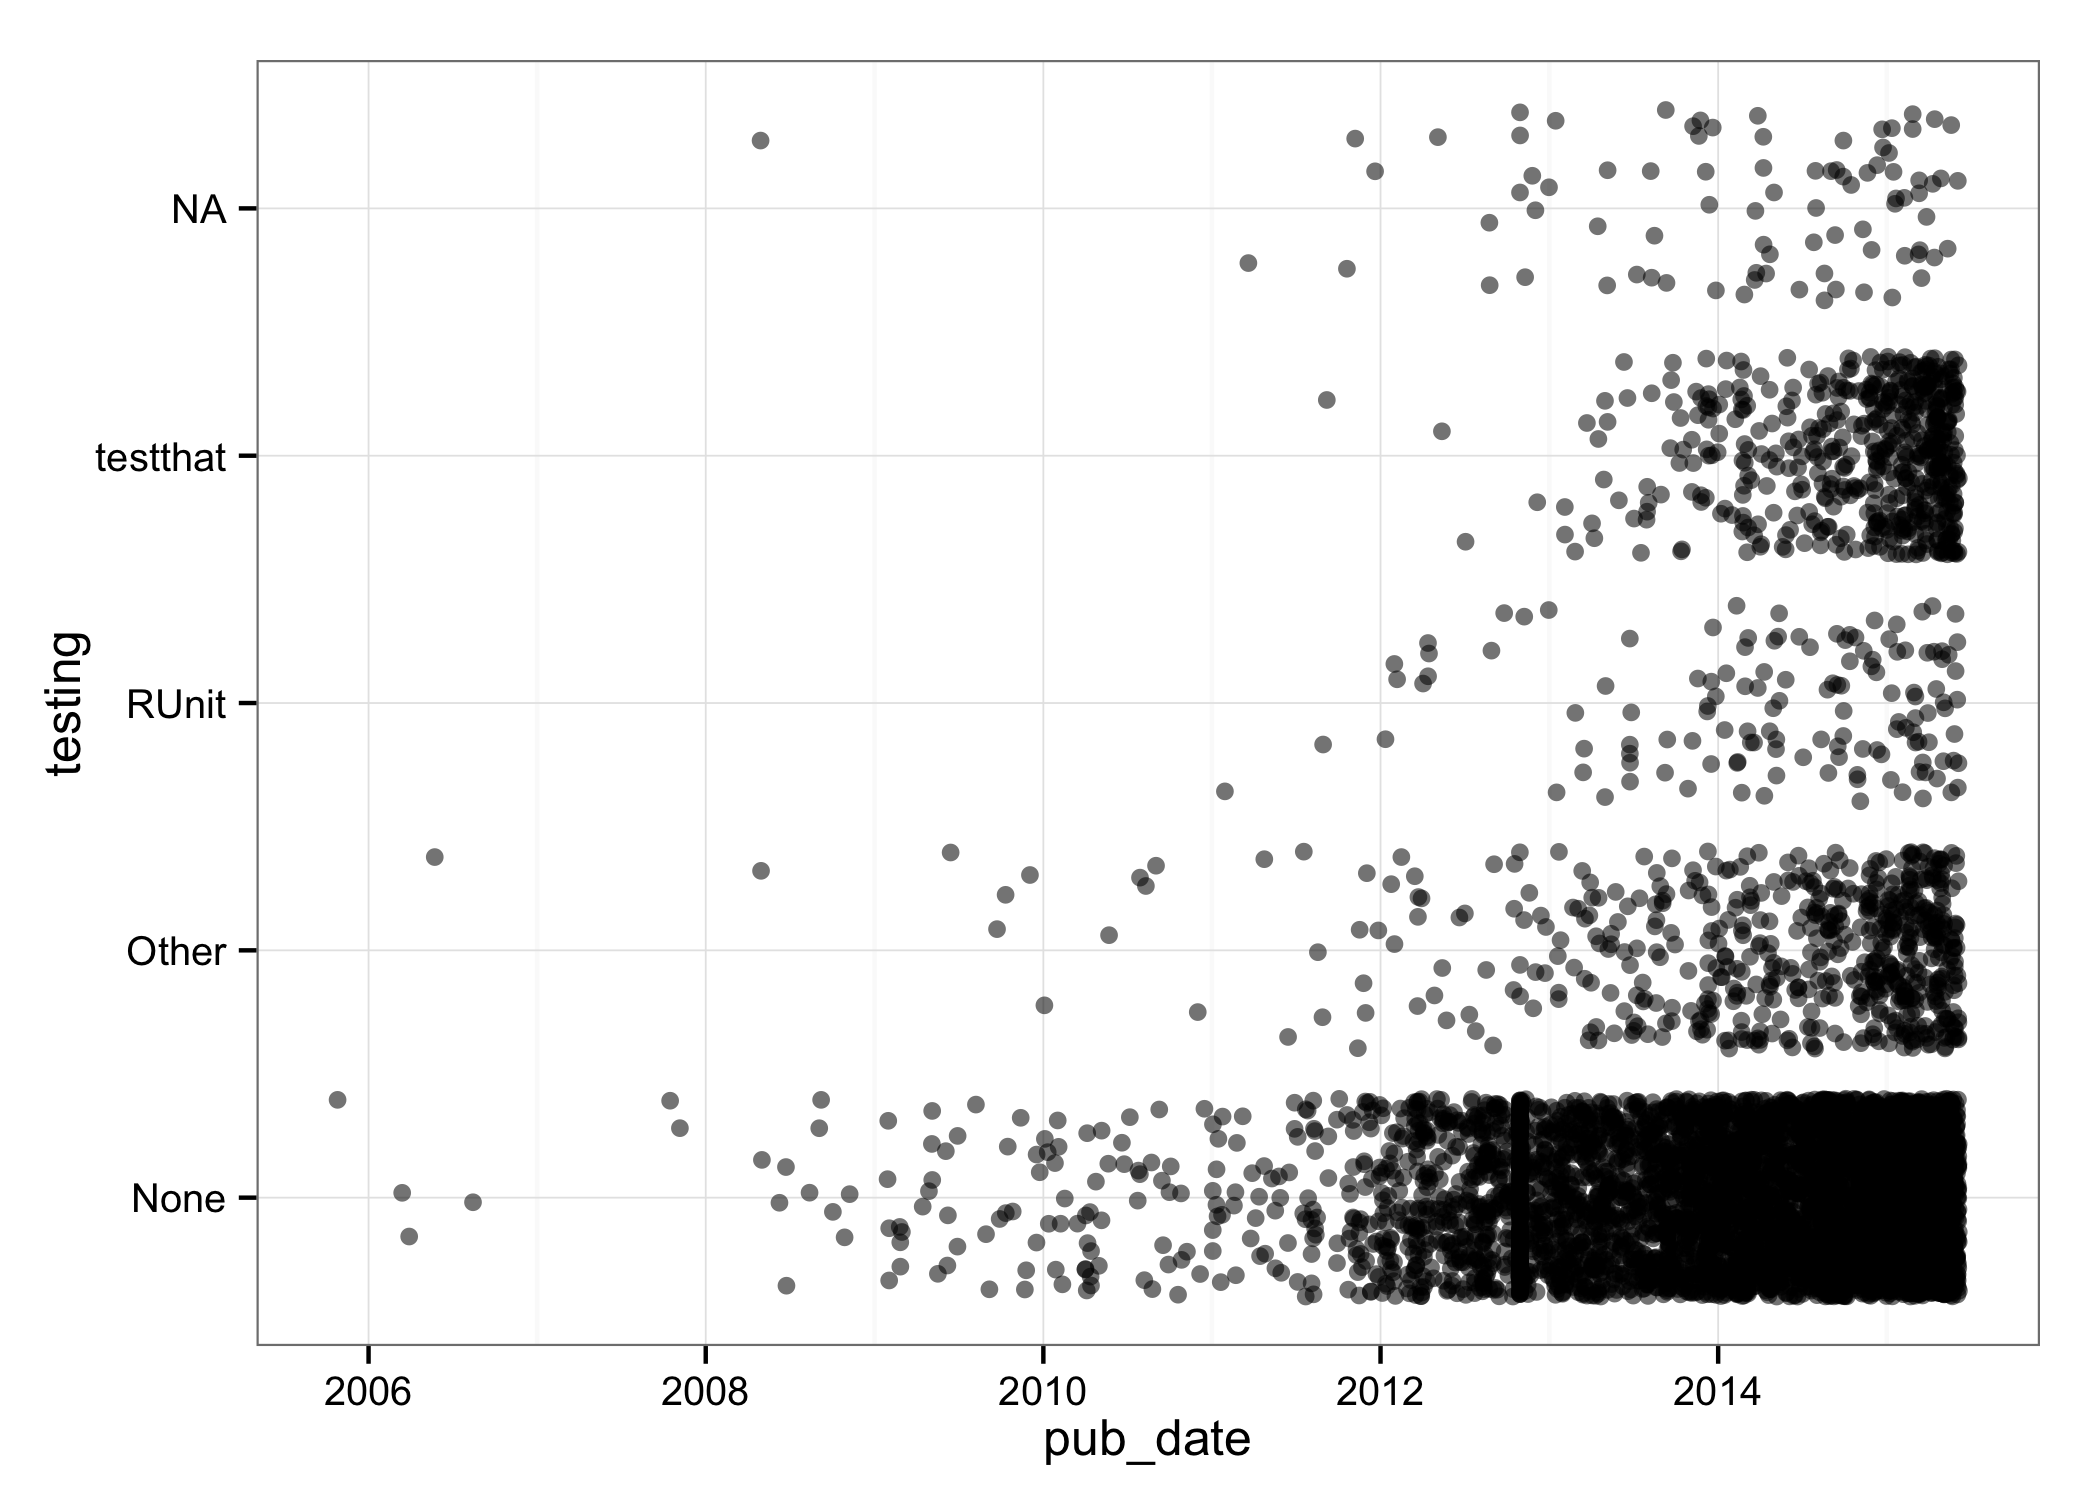 NA
testthat
RUnit
Other
None
testing
2006 2008 2010 2012 2014
pub_date